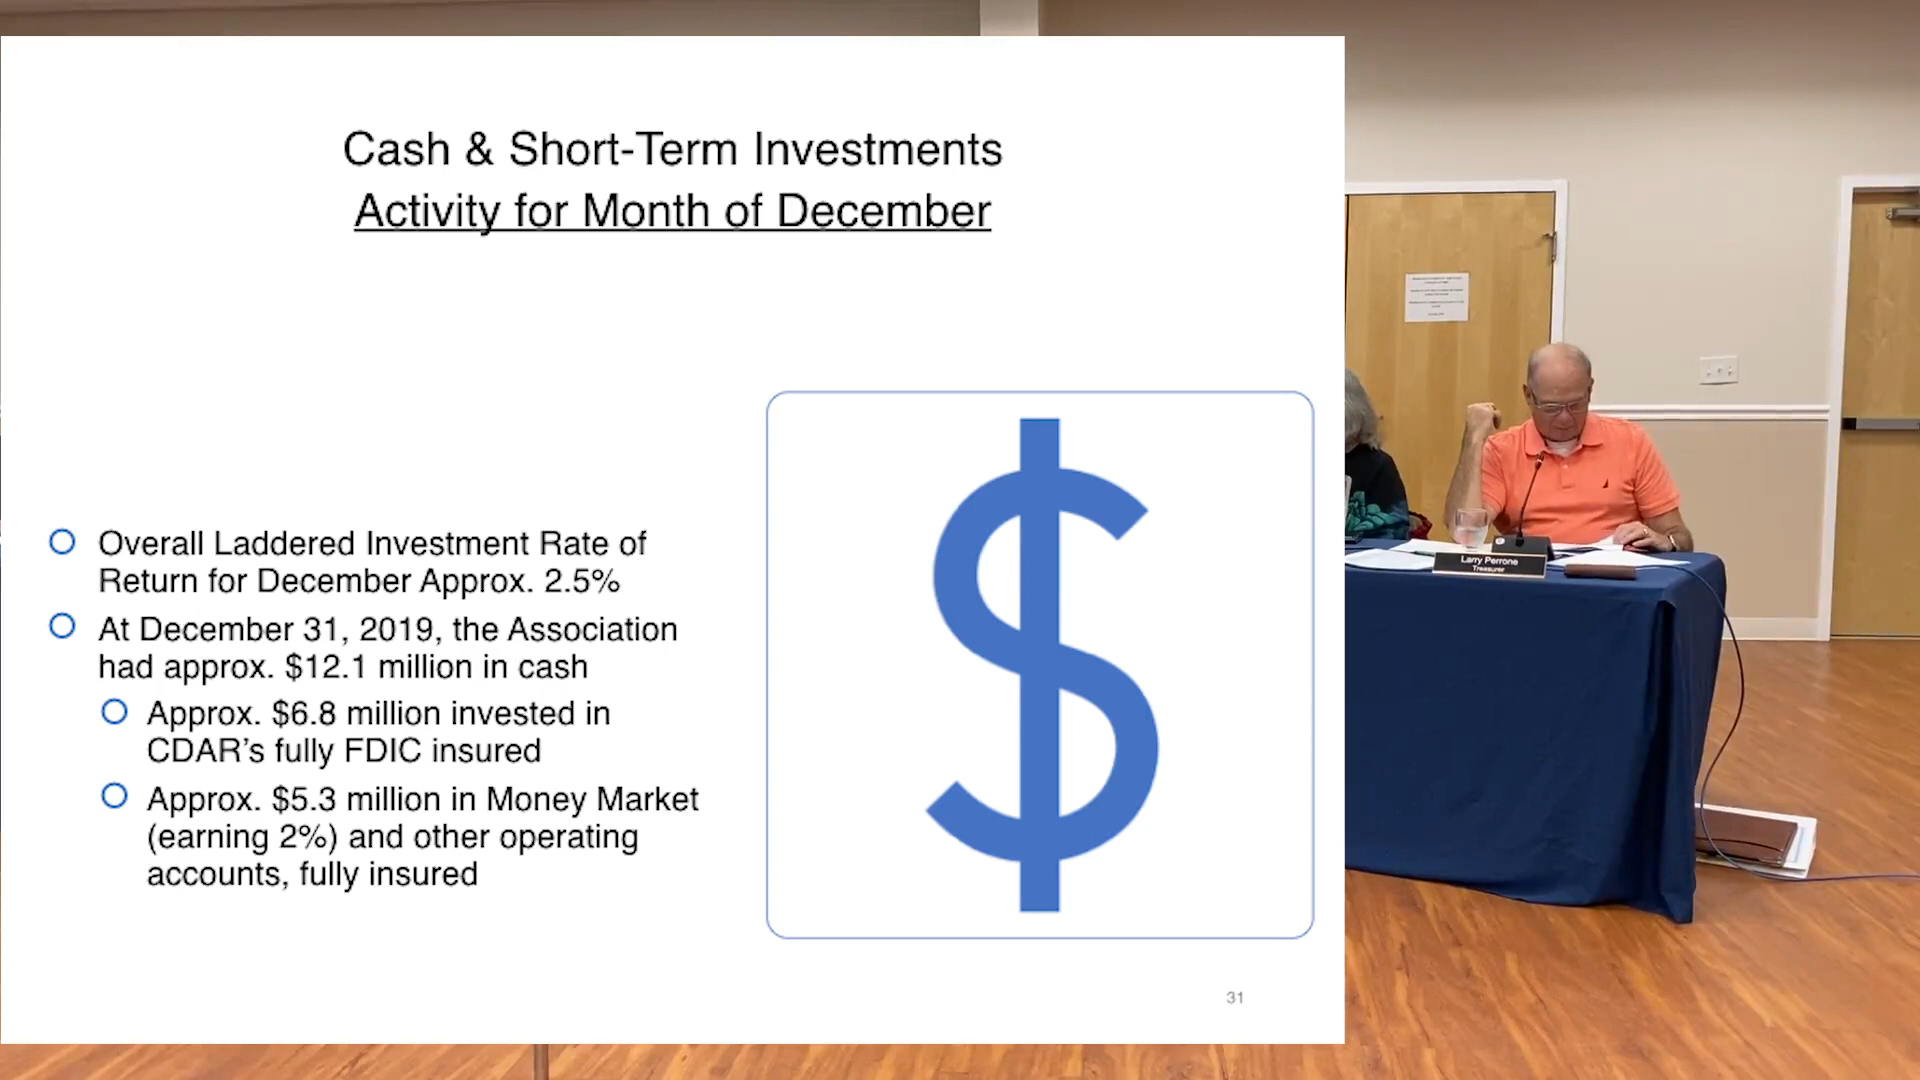 Cash & Short-Term Investments
Activity for Month of December
Overall Laddered Investment Rate of
Return for December Approx. 2.5%
At December 31, 2019, the Association
had approx. $12.1 million in cash
Approx. $6.8 million invested in
CDAR’s fully FDIC insured
Approx. $5.3 million in Money Market
(earning 2%) and other operating
accounts, fully insured
31
Larry Perrone
Treasurer